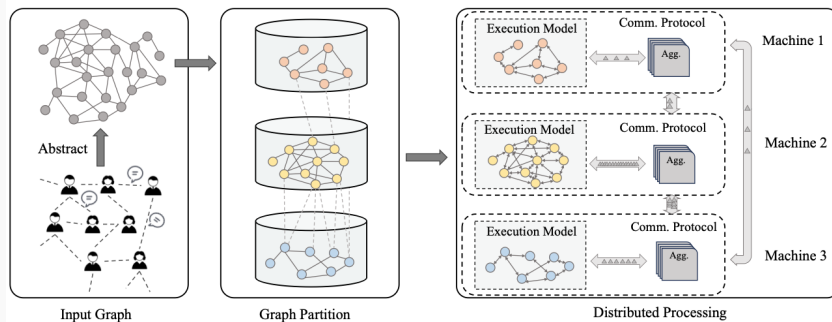 Abstract
Input Graph
Graph Partition
Execution Model
Comm. Protocol
Agg.
Machine 1
Execution Model
Comm. Protocol
Agg.
Machine 2
Execution Model
Comm. Protocol
Agg.
Machine 3
Distributed Processing